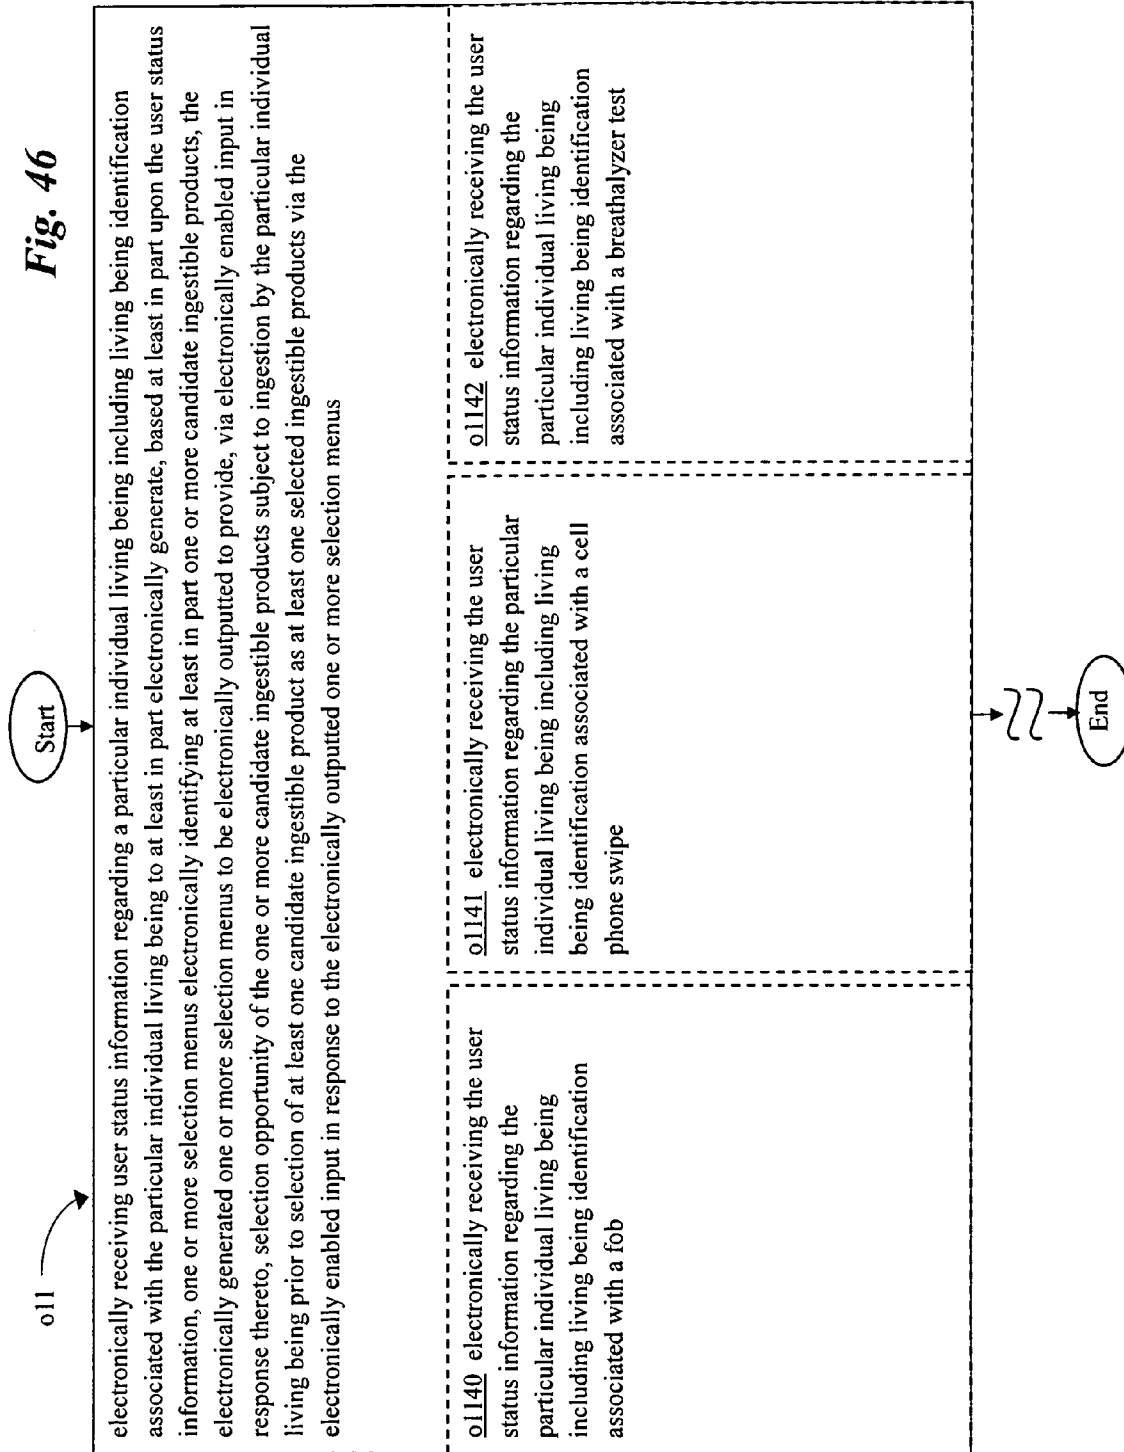 Fig. 46
Start
o11
electronically receiving user status information regarding a particular individual living being including living being identification
associated with the particular individual living being to at least in part electronically generate, based at least in part upon the user status
information, one or more selection menus electronically identifying at least in part one or more candidate ingestible products, the
electronically generated one or more selection menus to be electronically outputted to provide, via electronically enabled input in
response thereto, selection opportunity of the one or more candidate ingestible products subject to ingestion by the particular individual
living being prior to selection of at least one candidate ingestible product as at least one selected ingestible products via the
electronically enabled input in response to the electronically outputted one or more selection menus
o1140 electronically receiving the user
status information regarding the
particular individual living being
including living being identification
associated with a fob
o1141 electronically receiving the user
status information regarding the particular
individual living being including living
being identification associated with a cell
phone swipe
o1142 electronically receiving the user
status information regarding the
particular individual living being
including living being identification
associated with a breathalyzer test
End